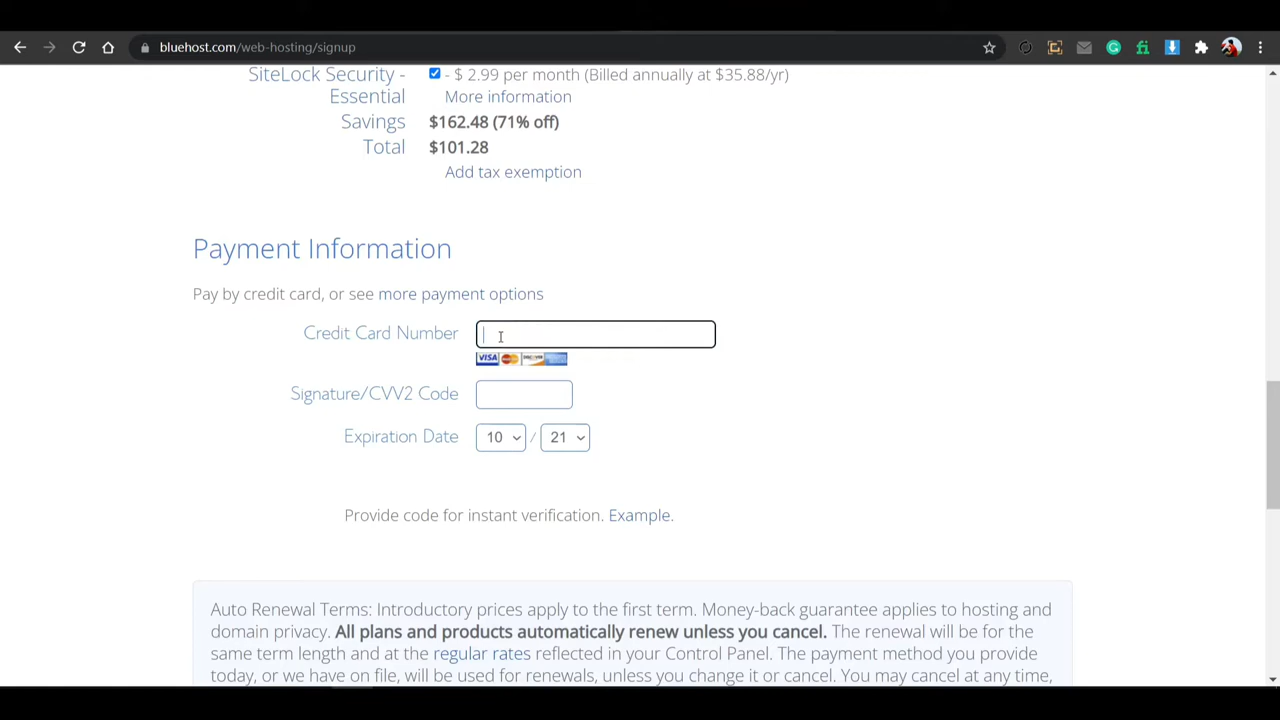 bluehost.com/web-hosting/signup
SiteLock Security - - $ 2.99 per month (Billed annually at $35.88/yr)
Essential More information
Savings $162.48 (71% off)
Total $101.28
Add tax exemption
Payment Information
Pay by credit card, or see more payment options
Credit Card Number
VISA
Signature/CVV2 Code
Expiration Date 10 / 21
Provide code for instant verification. Example.
Auto Renewal Terms: Introductory prices apply to the first term. Money-back guarantee applies to hosting and
domain privacy. All plans and products automatically renew unless you cancel. The renewal will be for the
same term length and at the regular rates reflected in your Control Panel. The payment method you provide
today, or we have on file, will be used for renewals, unless you change it or cancel. You may cancel at any time,